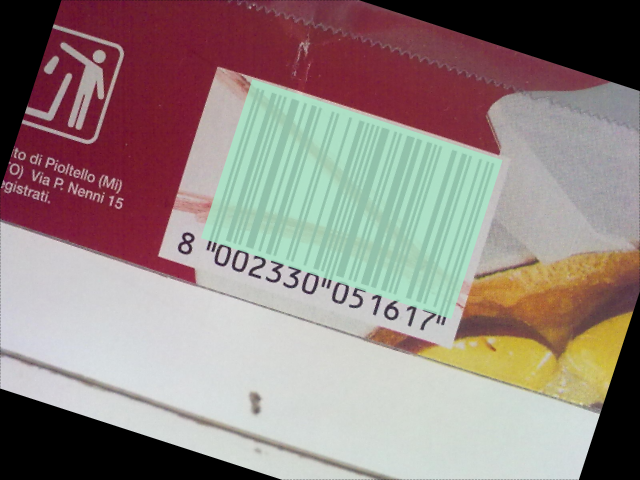 to di Pioltello (Mi)
O) Via P. Nenni 15
egistrati.
8 "002330"051617"